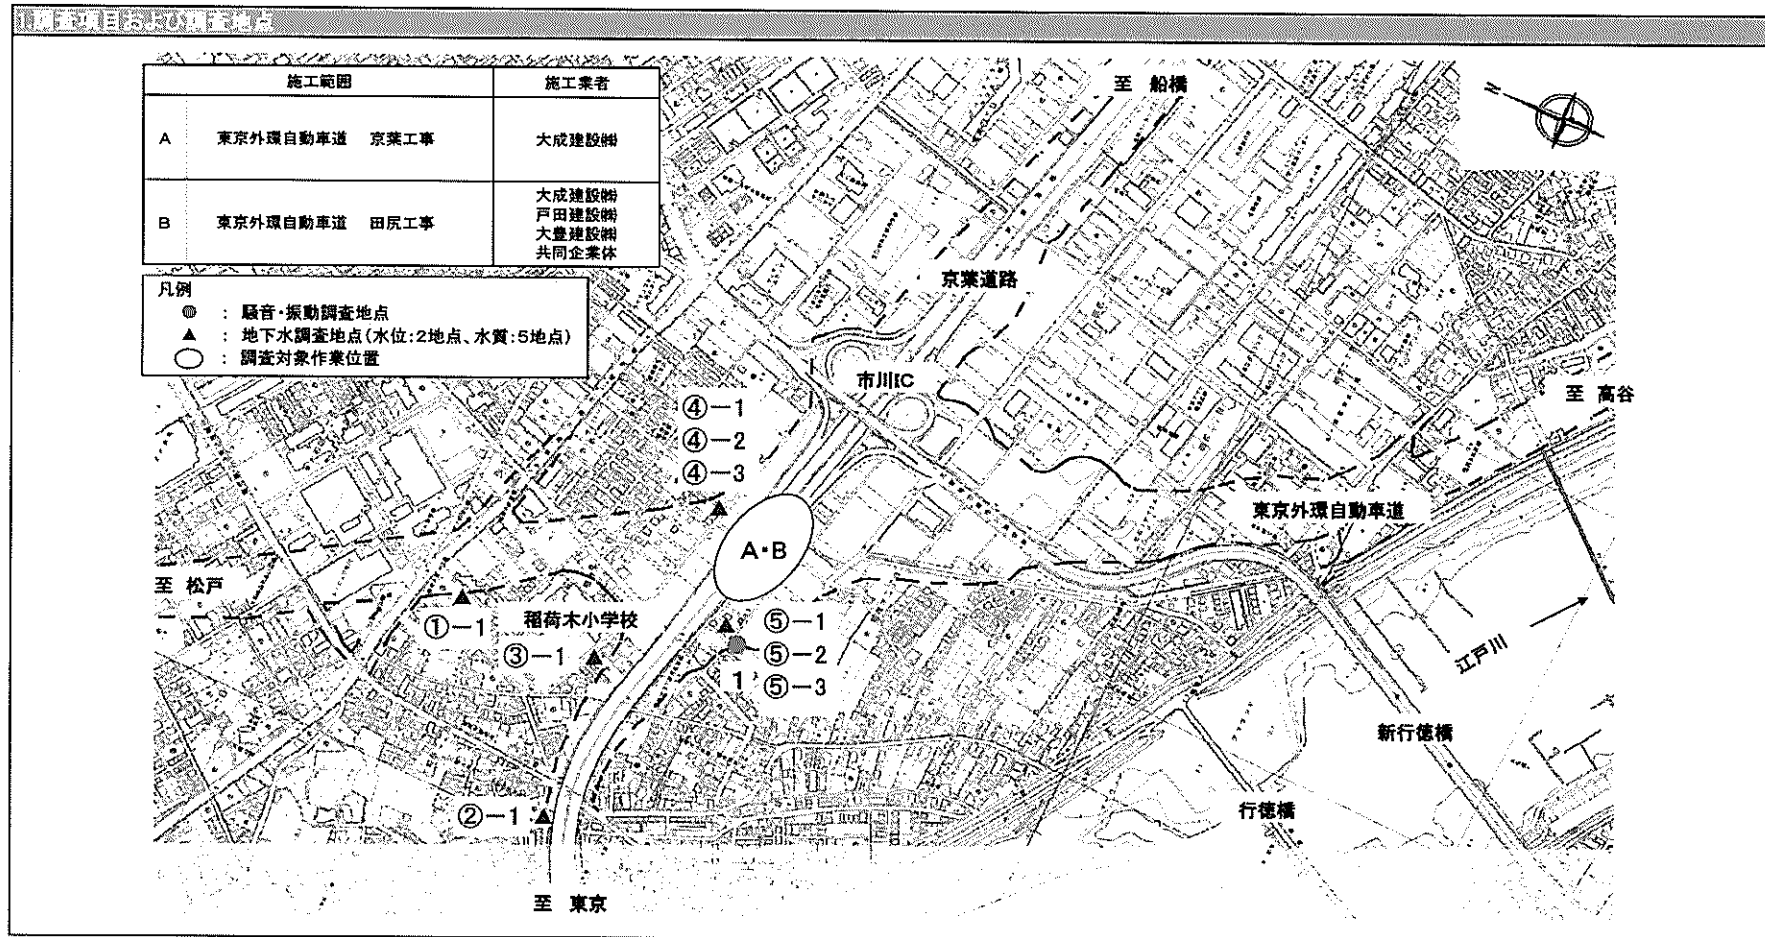 1.調査項目および調査地点
施工範囲 施工業者
A 東京外環自動車道 京葉工事 大成建設㈱
B 東京外環自動車道 田尻工事 大成建設㈱
戸田建設㈱
大豊建設㈱
共同企業体
凡例
: 騒音・振動調査地点
: 地下水調査地点(水位:2地点、水質:5地点)
: 調査対象作業位置
N
至 船橋
京葉道路
市川IC
至 高谷
④-1
④-2
④-3
東京外環自動車道
A・B
至 松戸
①-1
稲荷木小学校
③-1
⑤-1
⑤-2
1 ⑤-3
江戸川
新行徳橋
行徳橋
②-1
至 東京